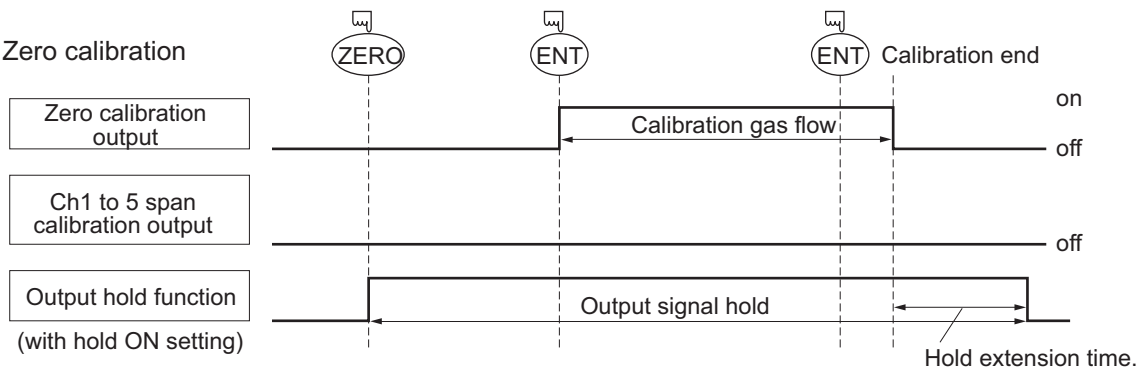 Zero calibration
ZERO
ENT
ENT
Calibration end
Zero calibration
output
Calibration gas flow
on
off
Ch1 to 5 span
calibration output
off
Output hold function
(with hold ON setting)
Output signal hold
Hold extension time.